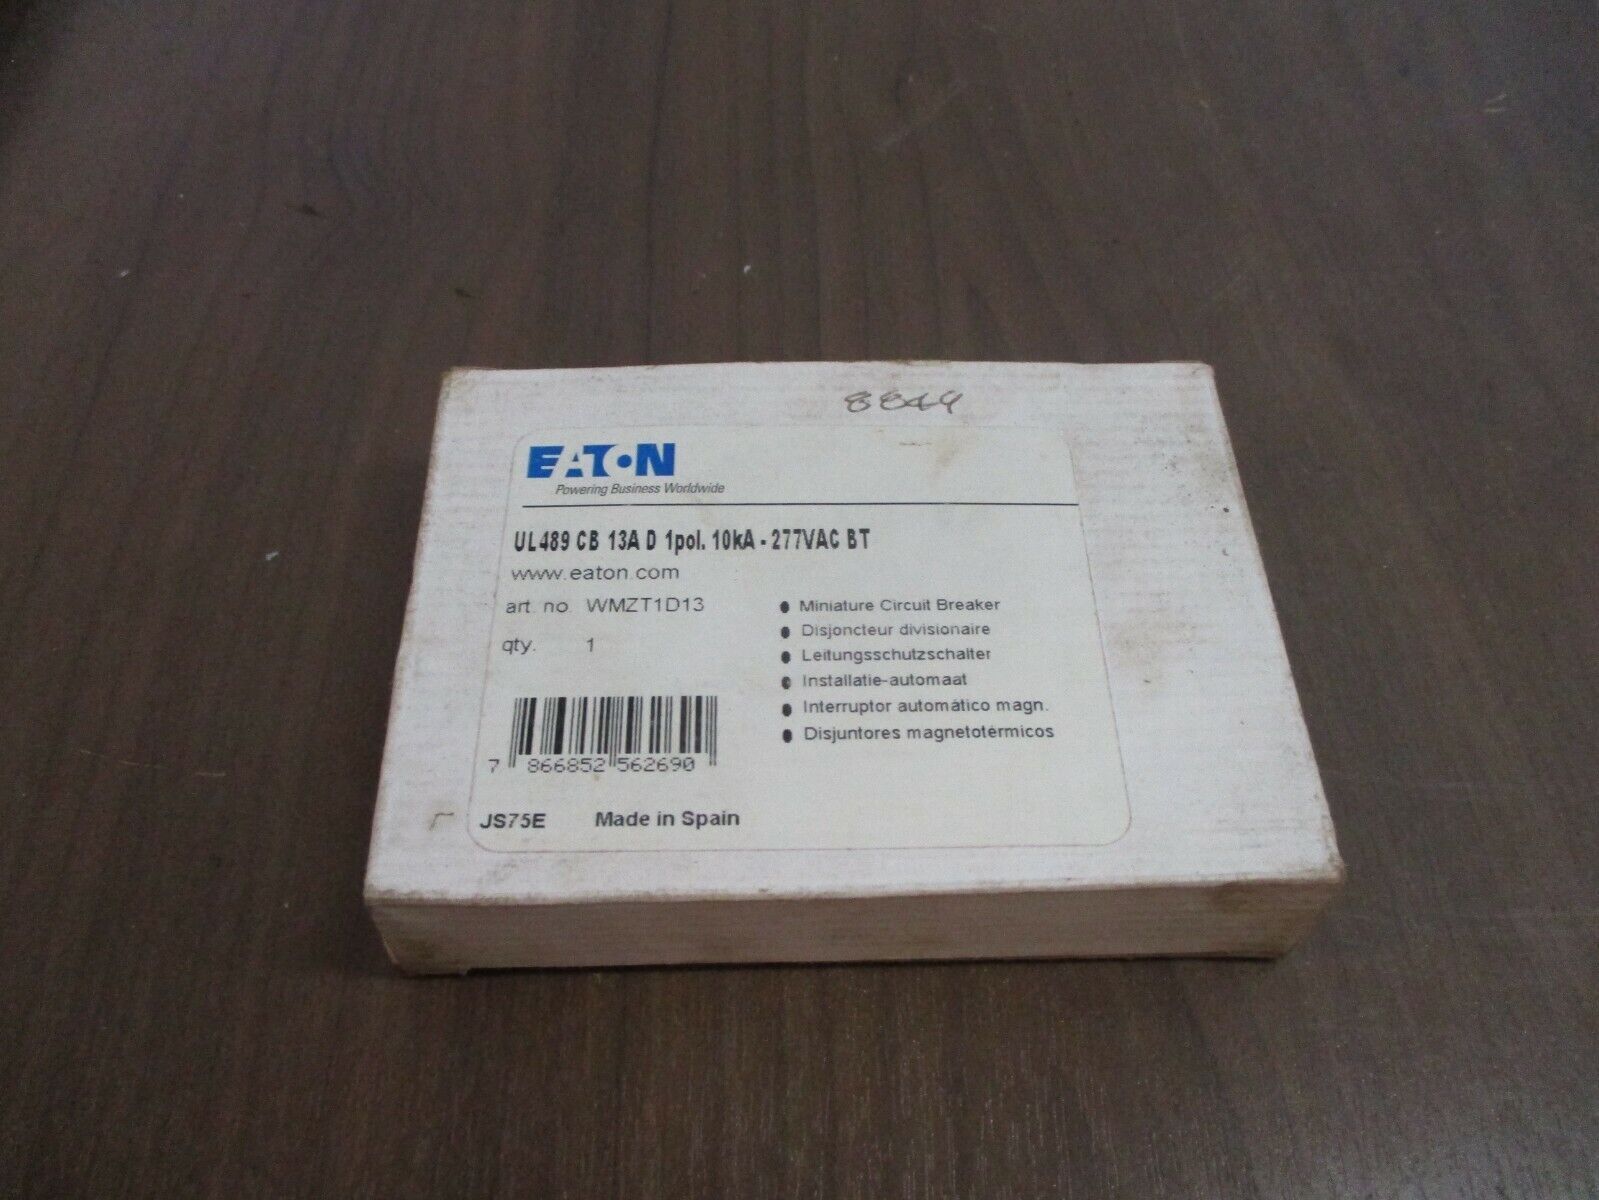 8849
EATON
Powering Business Worldwide
UL489 CB 13A D 1pol. 10kA - 277VAC BT
www.eaton.com
art. no. WMZT1D13
qty. 1
Miniature Circuit Breaker
Disjoncteur divisionaire
Leitungsschutzschalter
Installatie-automaat
Interruptor automático magn.
Disjuntores magnetotérmicos
7 866852 562690
JS75E Made in Spain